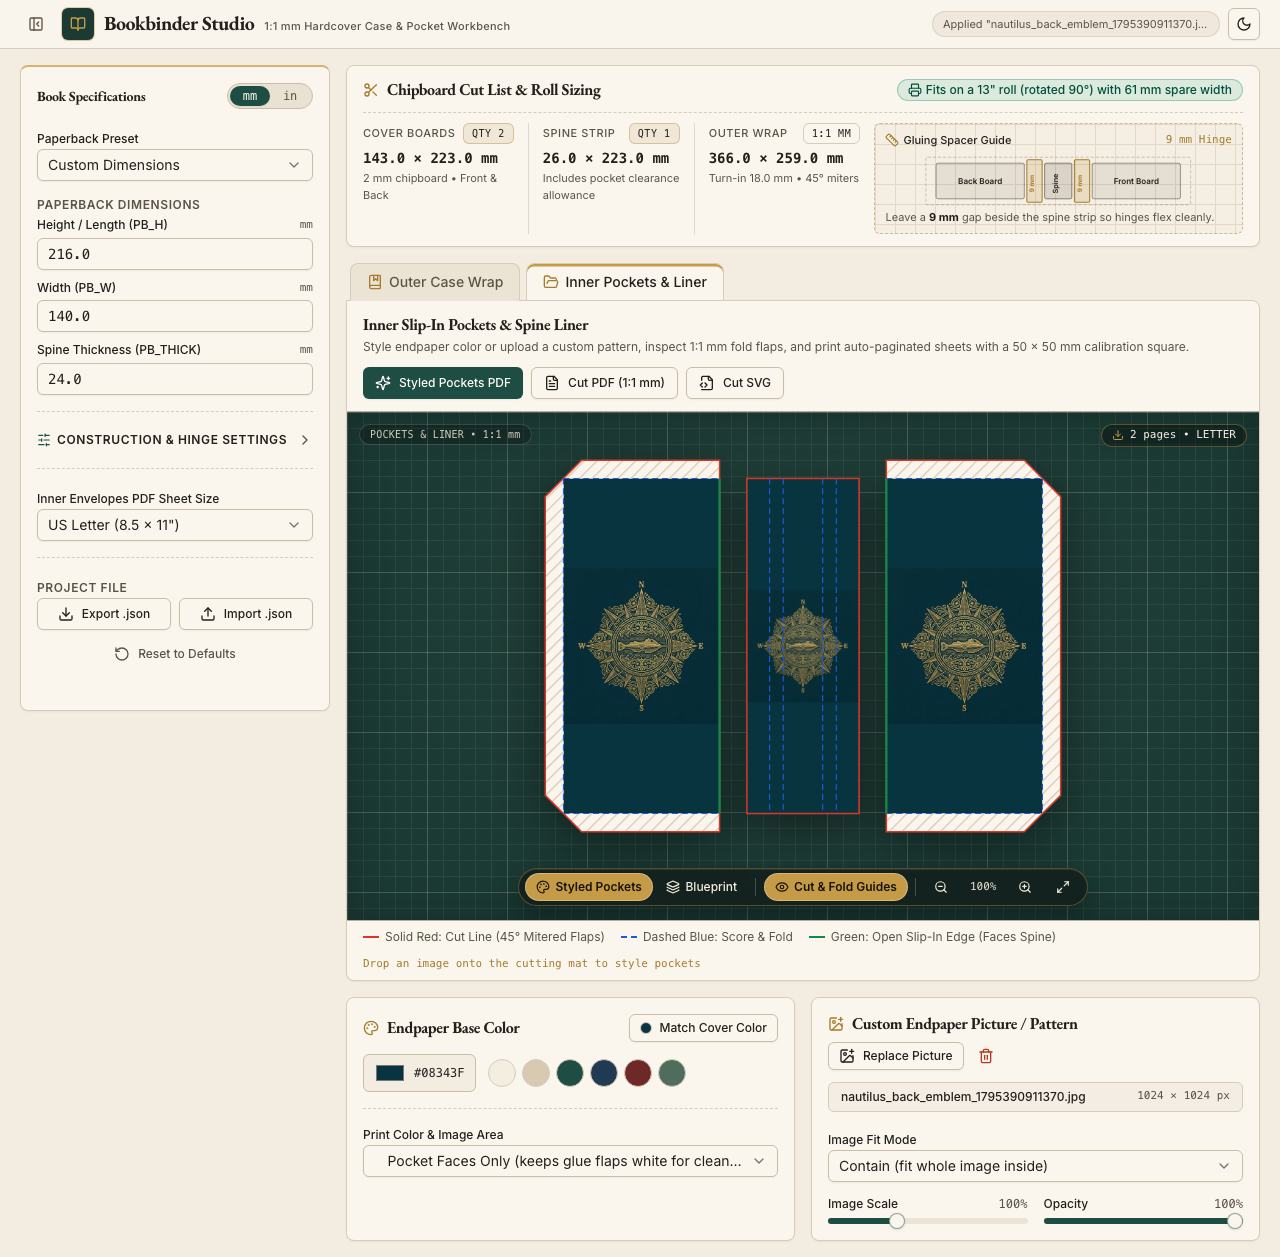 Bookbinder Studio 1:1 mm Hardcover Case & Pocket Workbench
Applied "nautilus_back_emblem_1795390911370.j...
Book Specifications
mm in
Paperback Preset
Custom Dimensions
PAPERBACK DIMENSIONS
Height / Length (PB_H) mm
216.0
Width (PB_W) mm
140.0
Spine Thickness (PB_THICK) mm
24.0
CONSTRUCTION & HINGE SETTINGS
Inner Envelopes PDF Sheet Size
US Letter (8.5 × 11")
PROJECT FILE
Export .json Import .json
Reset to Defaults
Chipboard Cut List & Roll Sizing
Fits on a 13" roll (rotated 90°) with 61 mm spare width
COVER BOARDS QTY 2
143.0 × 223.0 mm
2 mm chipboard • Front &
Back
SPINE STRIP QTY 1
26.0 × 223.0 mm
Includes pocket clearance
allowance
OUTER WRAP 1:1 MM
366.0 × 259.0 mm
Turn-in 18.0 mm • 45° miters
Gluing Spacer Guide 9 mm Hinge
Back Board 9 mm Spine 9 mm Front Board
Leave a 9 mm gap beside the spine strip so hinges flex cleanly.
Outer Case Wrap Inner Pockets & Liner
Inner Slip-In Pockets & Spine Liner
Style endpaper color or upload a custom pattern, inspect 1:1 mm fold flaps, and print auto-paginated sheets with a 50 × 50 mm calibration square.
Styled Pockets PDF Cut PDF (1:1 mm) Cut SVG
POCKETS & LINER • 1:1 mm
2 pages • LETTER
N N N
W E W E W E
S S S
Styled Pockets Blueprint Cut & Fold Guides 100%
Solid Red: Cut Line (45° Mitered Flaps) Dashed Blue: Score & Fold Green: Open Slip-In Edge (Faces Spine)
Drop an image onto the cutting mat to style pockets
Endpaper Base Color Match Cover Color
#08343F
Print Color & Image Area
Pocket Faces Only (keeps glue flaps white for clean...
Custom Endpaper Picture / Pattern
Replace Picture
nautilus_back_emblem_1795390911370.jpg 1024 × 1024 px
Image Fit Mode
Contain (fit whole image inside)
Image Scale 100% Opacity 100%